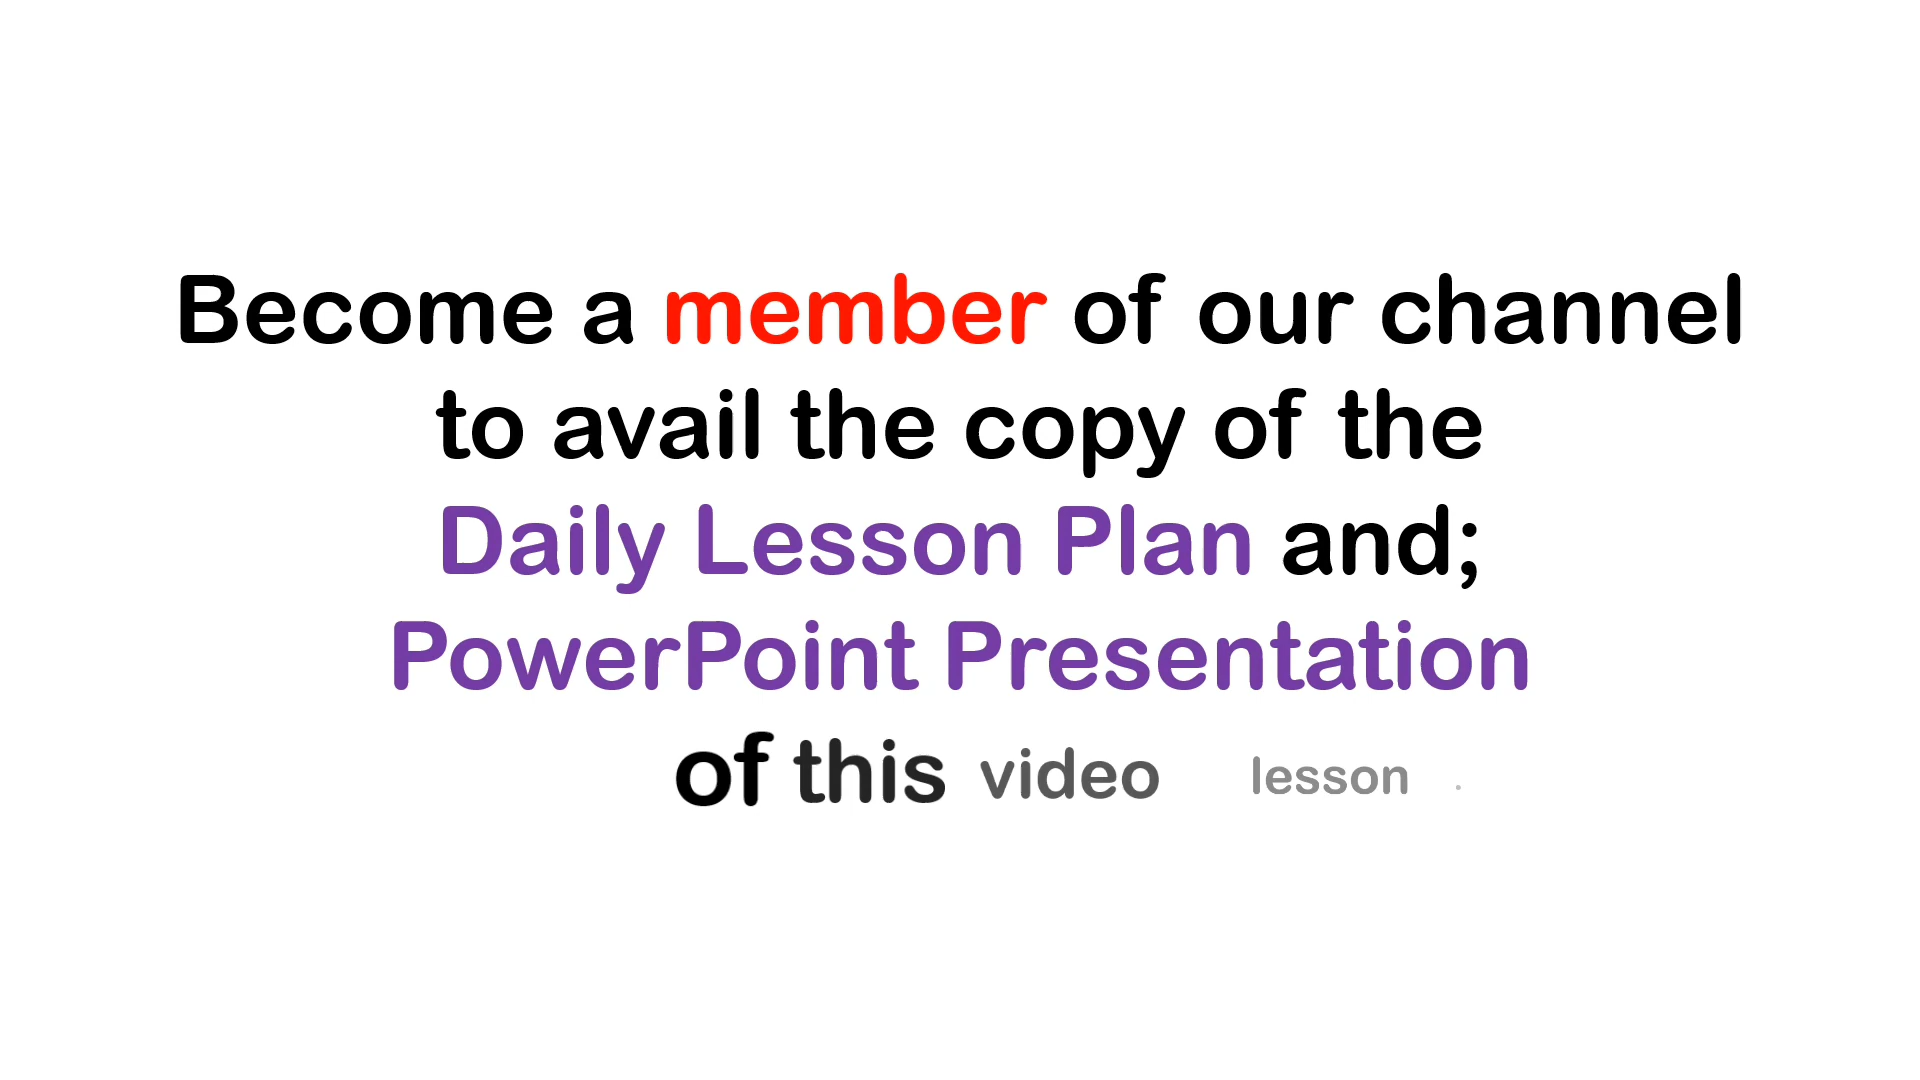 Become a member of our channel
to avail the copy of the
Daily Lesson Plan and;
PowerPoint Presentation
of this video lesson .